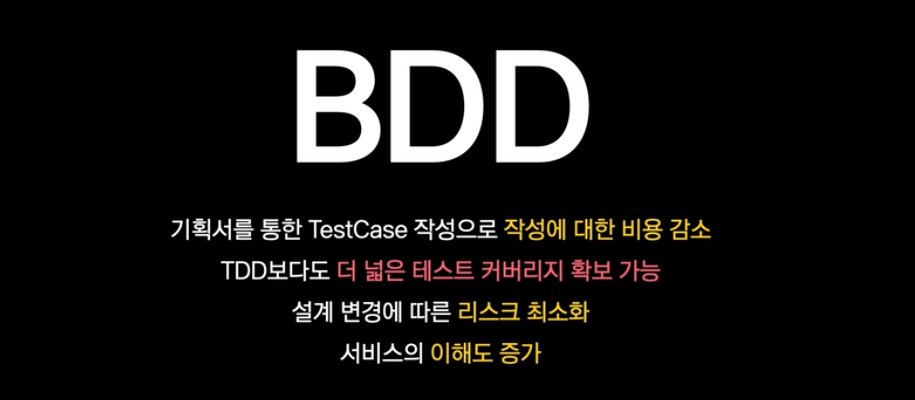 BDD
기획서를 통한 TestCase 작성으로 작성에 대한 비용 감소
TDD보다도 더 넓은 테스트 커버리지 확보 가능
설계 변경에 따른 리스크 최소화
서비스의 이해도 증가